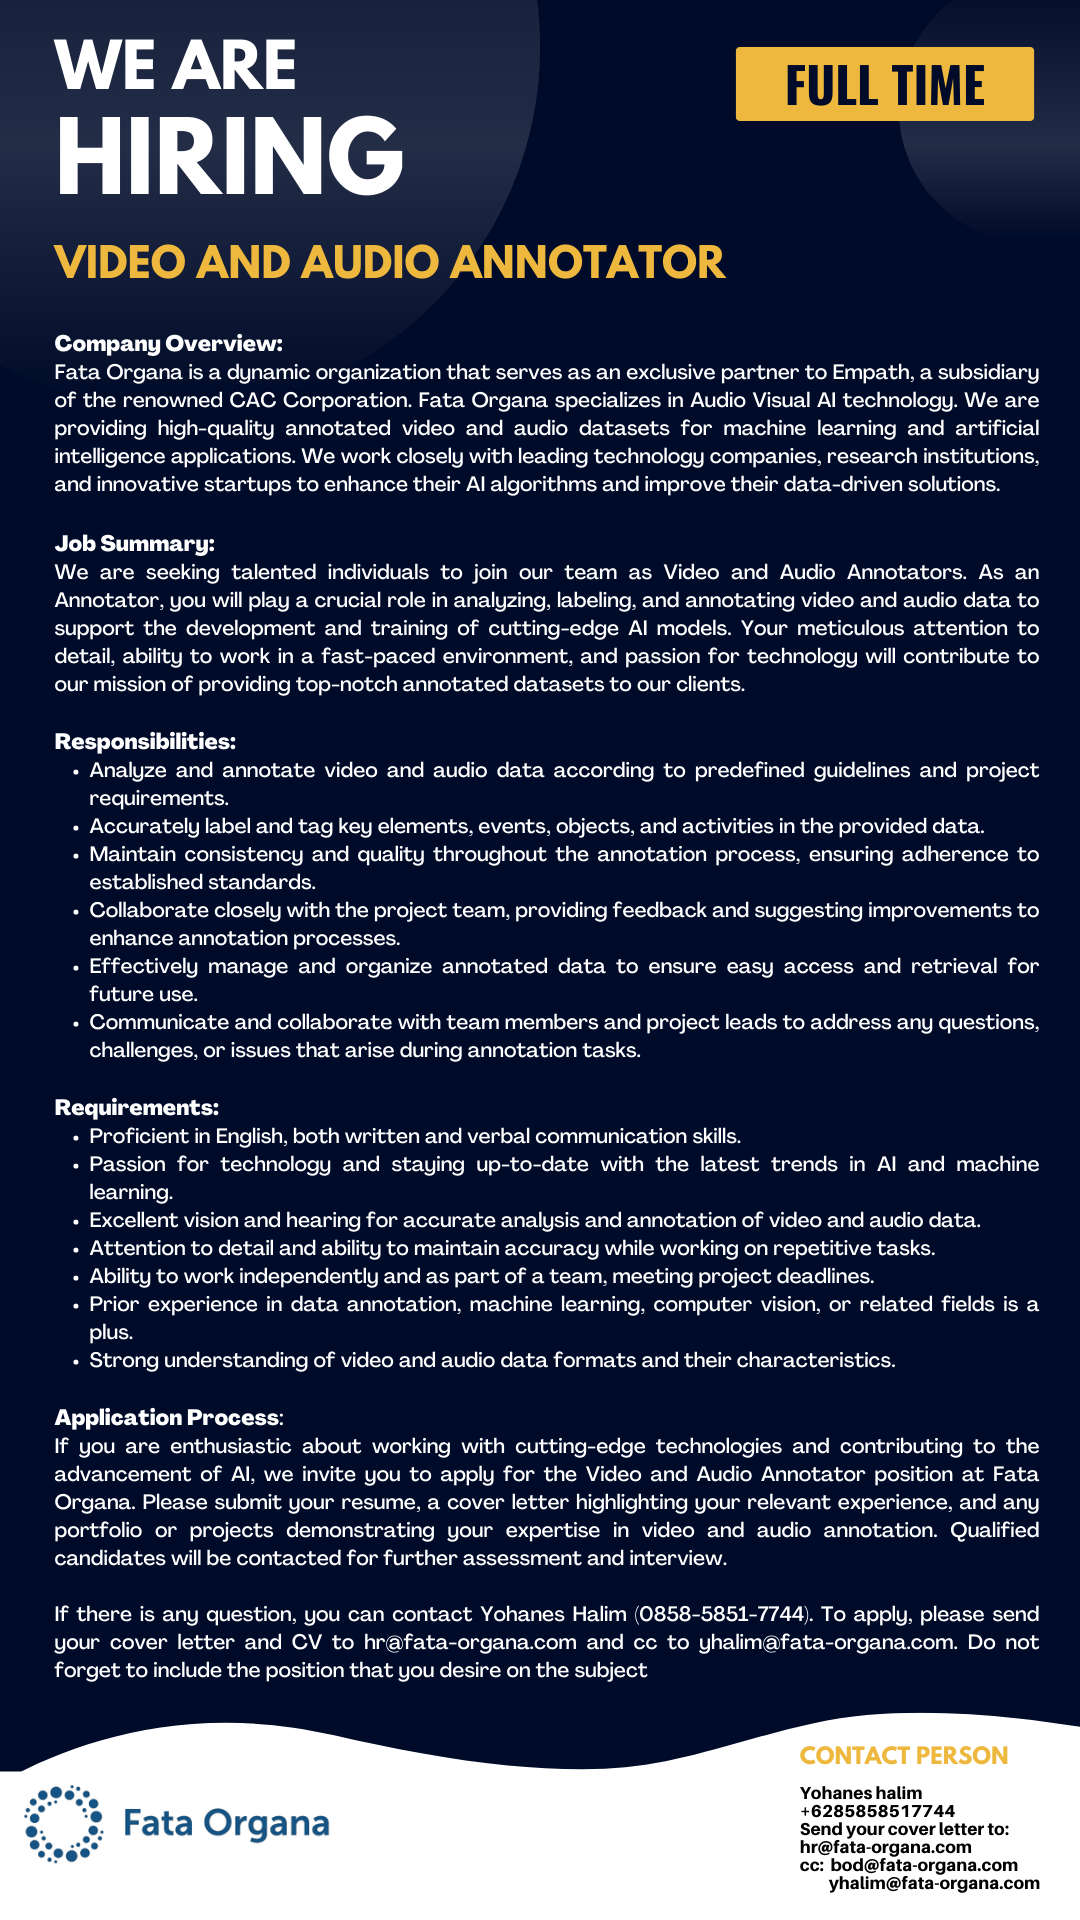 WE ARE
HIRING
FULL TIME
VIDEO AND AUDIO ANNOTATOR
Company Overview:
Fata Organa is a dynamic organization that serves as an exclusive partner to Empath, a subsidiary
of the renowned CAC Corporation. Fata Organa specializes in Audio Visual AI technology. We are
providing high-quality annotated video and audio datasets for machine learning and artificial
intelligence applications. We work closely with leading technology companies, research institutions,
and innovative startups to enhance their AI algorithms and improve their data-driven solutions.
Job Summary:
We are seeking talented individuals to join our team as Video and Audio Annotators. As an
Annotator, you will play a crucial role in analyzing, labeling, and annotating video and audio data to
support the development and training of cutting-edge AI models. Your meticulous attention to
detail, ability to work in a fast-paced environment, and passion for technology will contribute to
our mission of providing top-notch annotated datasets to our clients.
Responsibilities:
• Analyze and annotate video and audio data according to predefined guidelines and project
requirements.
• Accurately label and tag key elements, events, objects, and activities in the provided data.
• Maintain consistency and quality throughout the annotation process, ensuring adherence to
established standards.
• Collaborate closely with the project team, providing feedback and suggesting improvements to
enhance annotation processes.
• Effectively manage and organize annotated data to ensure easy access and retrieval for
future use.
• Communicate and collaborate with team members and project leads to address any questions,
challenges, or issues that arise during annotation tasks.
Requirements:
• Proficient in English, both written and verbal communication skills.
• Passion for technology and staying up-to-date with the latest trends in AI and machine
learning.
• Excellent vision and hearing for accurate analysis and annotation of video and audio data.
• Attention to detail and ability to maintain accuracy while working on repetitive tasks.
• Ability to work independently and as part of a team, meeting project deadlines.
• Prior experience in data annotation, machine learning, computer vision, or related fields is a
plus.
• Strong understanding of video and audio data formats and their characteristics.
Application Process:
If you are enthusiastic about working with cutting-edge technologies and contributing to the
advancement of AI, we invite you to apply for the Video and Audio Annotator position at Fata
Organa. Please submit your resume, a cover letter highlighting your relevant experience, and any
portfolio or projects demonstrating your expertise in video and audio annotation. Qualified
candidates will be contacted for further assessment and interview.
If there is any question, you can contact Yohanes Halim (0858-5851-7744). To apply, please send
your cover letter and CV to hr@fata-organa.com and cc to yhalim@fata-organa.com. Do not
forget to include the position that you desire on the subject
Fata Organa
CONTACT PERSON
Yohanes halim
+6285858517744
Send your cover letter to:
hr@fata-organa.com
cc: bod@fata-organa.com
yhalim@fata-organa.com